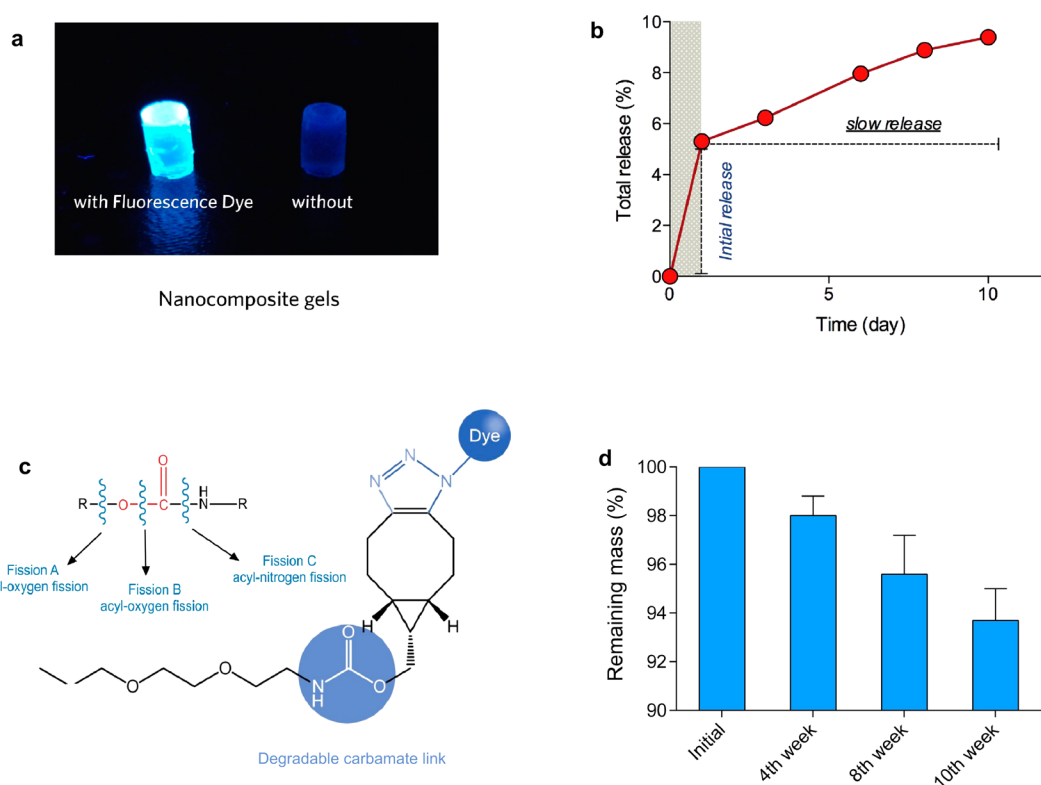 a
with Fluorescence Dye
without
Nanocomposite gels
b
Total release (%)
10
8
6
4
2
0
slow release
Intial release
0
5
10
Time (day)
c
O
R
O
C
H
N
R
Fission A
l-oxygen fission
Fission B
acyl-oxygen fission
Fission C
acyl-nitrogen fission
Dye
N
N
N
H
H
O
O
O
N
H
O
Degradable carbamate link
d
Remaining mass (%)
100
98
96
94
92
90
Initial
4th week
8th week
10th week